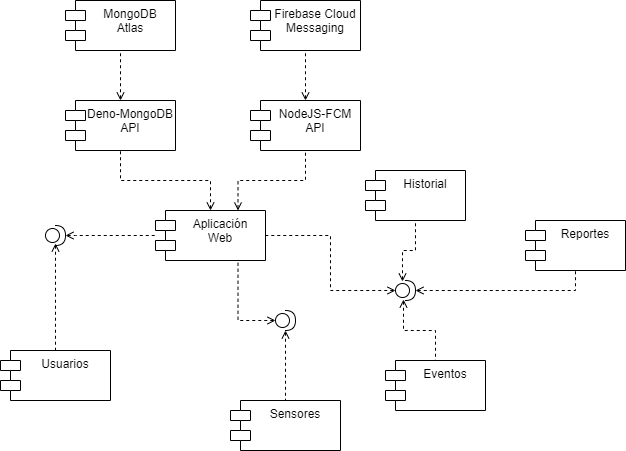 MongoDB
Atlas
Firebase Cloud
Messaging
Deno-MongoDB
API
NodeJS-FCM
API
Historial
Aplicación
Web
Reportes
Usuarios
Eventos
Sensores